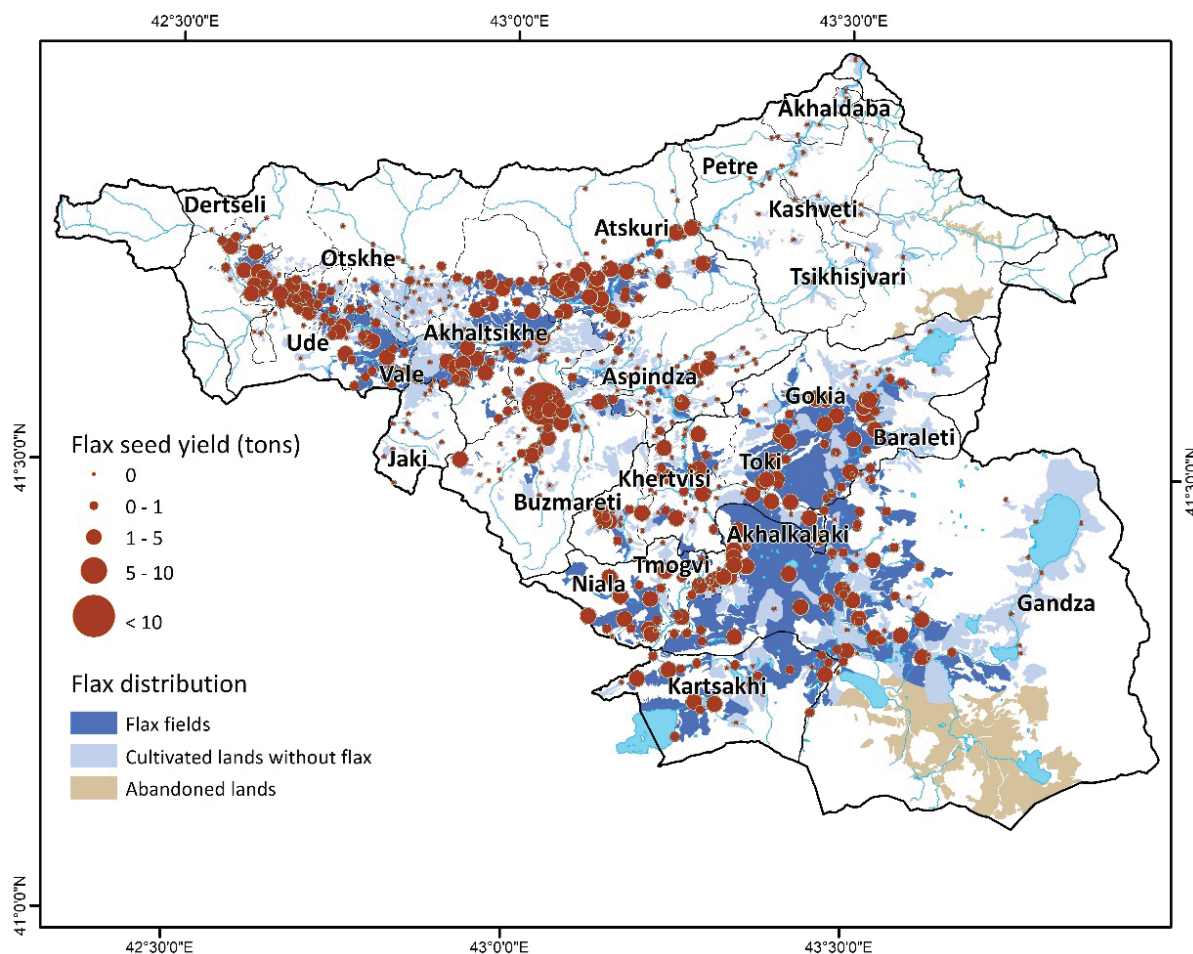 42°30'0"E 43°0'0"E 43°30'0"E
Akhaldaba
Petre
Dertseli
Kashveti
Atskuri
Otskhe
Tsikhisjvari
Akhaltsikhe
Ude
Vale
Aspindza
Gokia
Baraleti
Flax seed yield (tons)
0
0 - 1
1 - 5
5 - 10
< 10
41°30'0"N
41°30'0"N
Jaki
Toki
Khertvisi
Buzmareti
Akhalkalaki
Tmogvi
Niala
Gandza
Kartsakhi
Flax distribution
Flax fields
Cultivated lands without flax
Abandoned lands
41°0'0"N
41°0'0"N
42°30'0"E 43°0'0"E 43°30'0"E